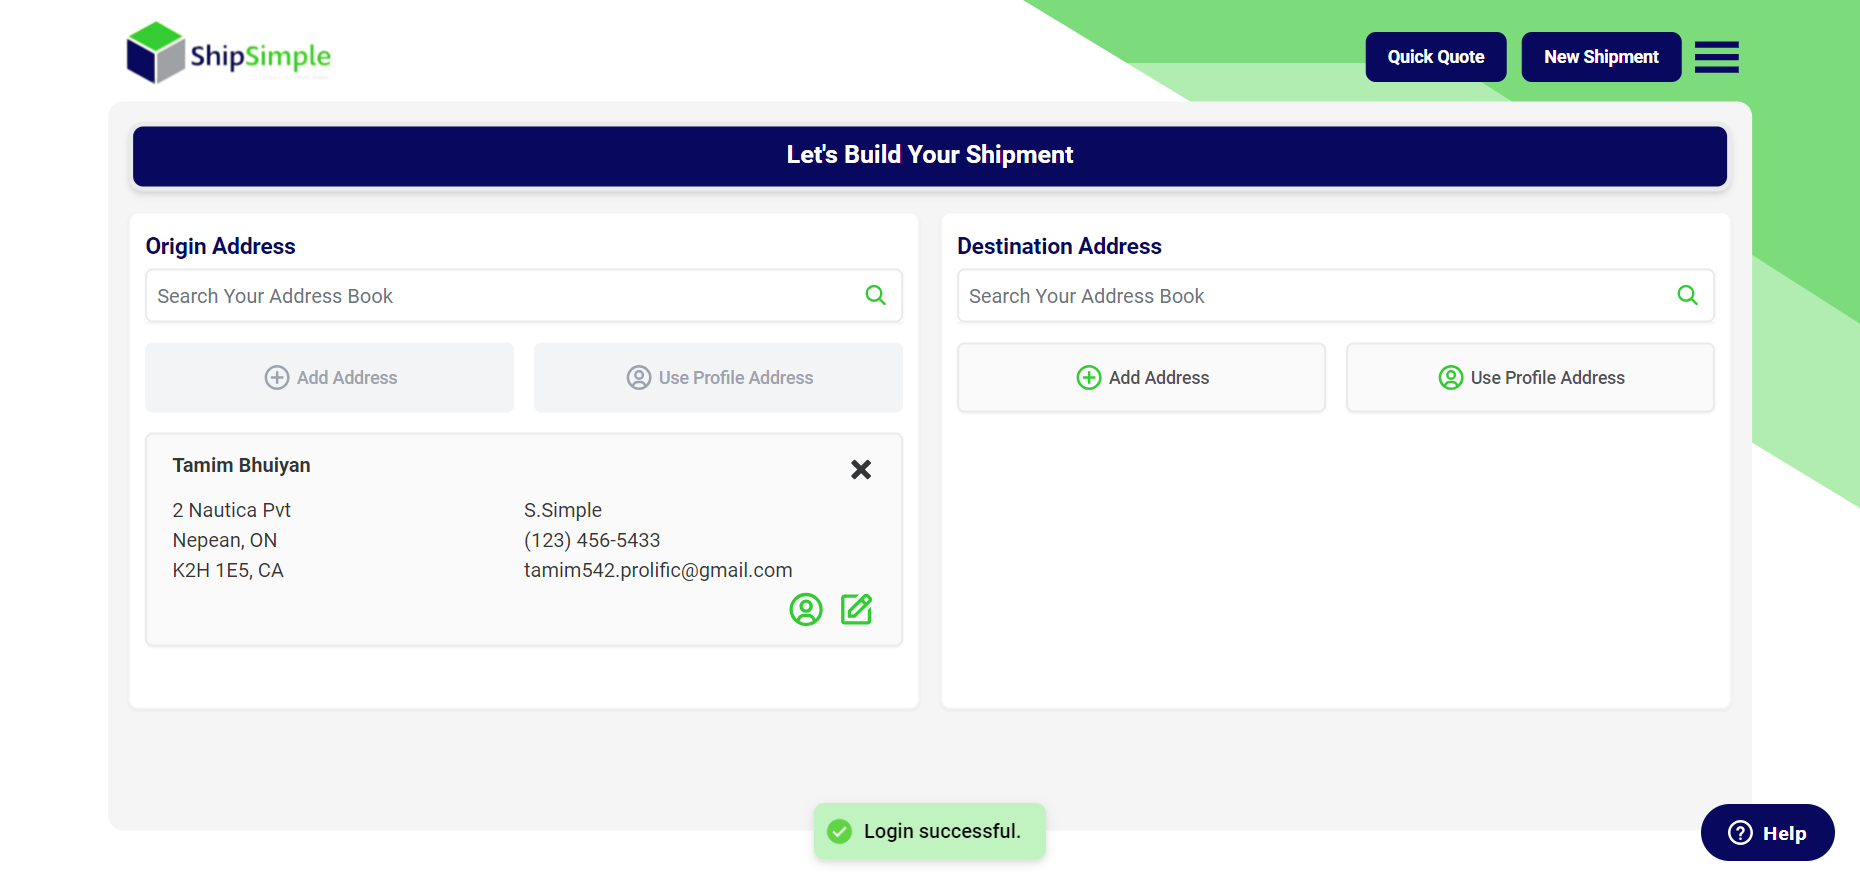 ShipSimple
Quick Quote
New Shipment
Let's Build Your Shipment
Origin Address
Search Your Address Book
Add Address
Use Profile Address
Tamim Bhuiyan
2 Nautica Pvt
Nepean, ON
K2H 1E5, CA
S.Simple
(123) 456-5433
tamim542.prolific@gmail.com
Destination Address
Search Your Address Book
Add Address
Use Profile Address
Login successful.
Help